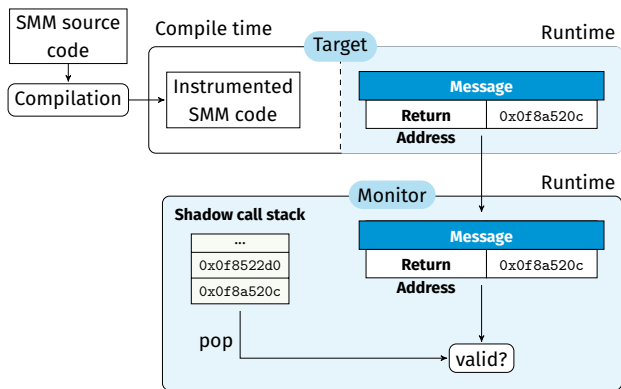 SMM source
code
Compilation
Compile time
Target
Runtime
Instrumented
SMM code
Message
Return
Address
0x0f8a520c
Runtime
Monitor
Shadow call stack
...
0x0f8522d0
0x0f8a520c
pop
Message
Return
Address
0x0f8a520c
valid?